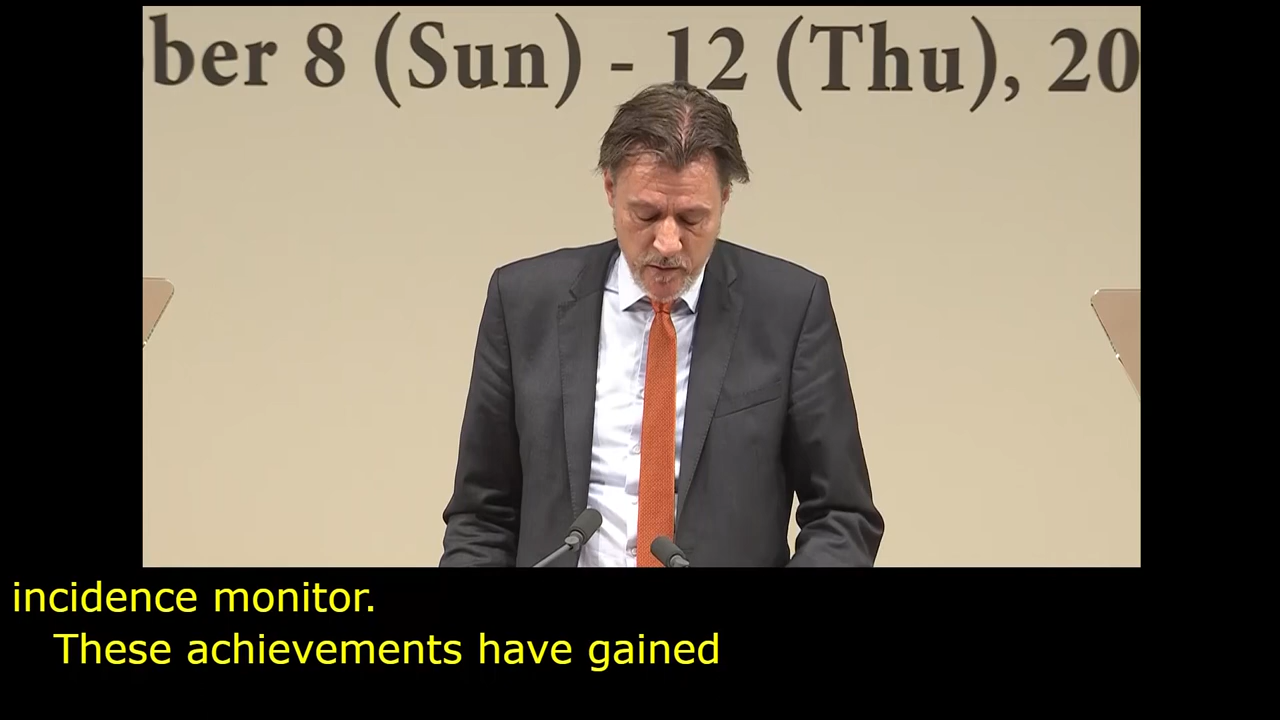 ber 8 (Sun) - 12 (Thu), 20
incidence monitor.
These achievements have gained